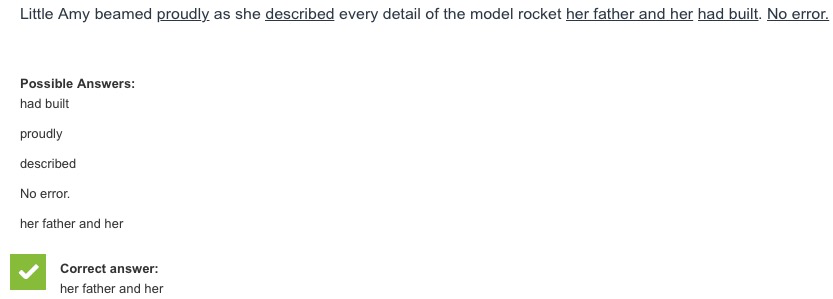 Little Amy beamed proudly as she described every detail of the model rocket her father and her had built. No error.
Possible Answers:
had built
proudly
described
No error.
her father and her
Correct answer:
her father and her